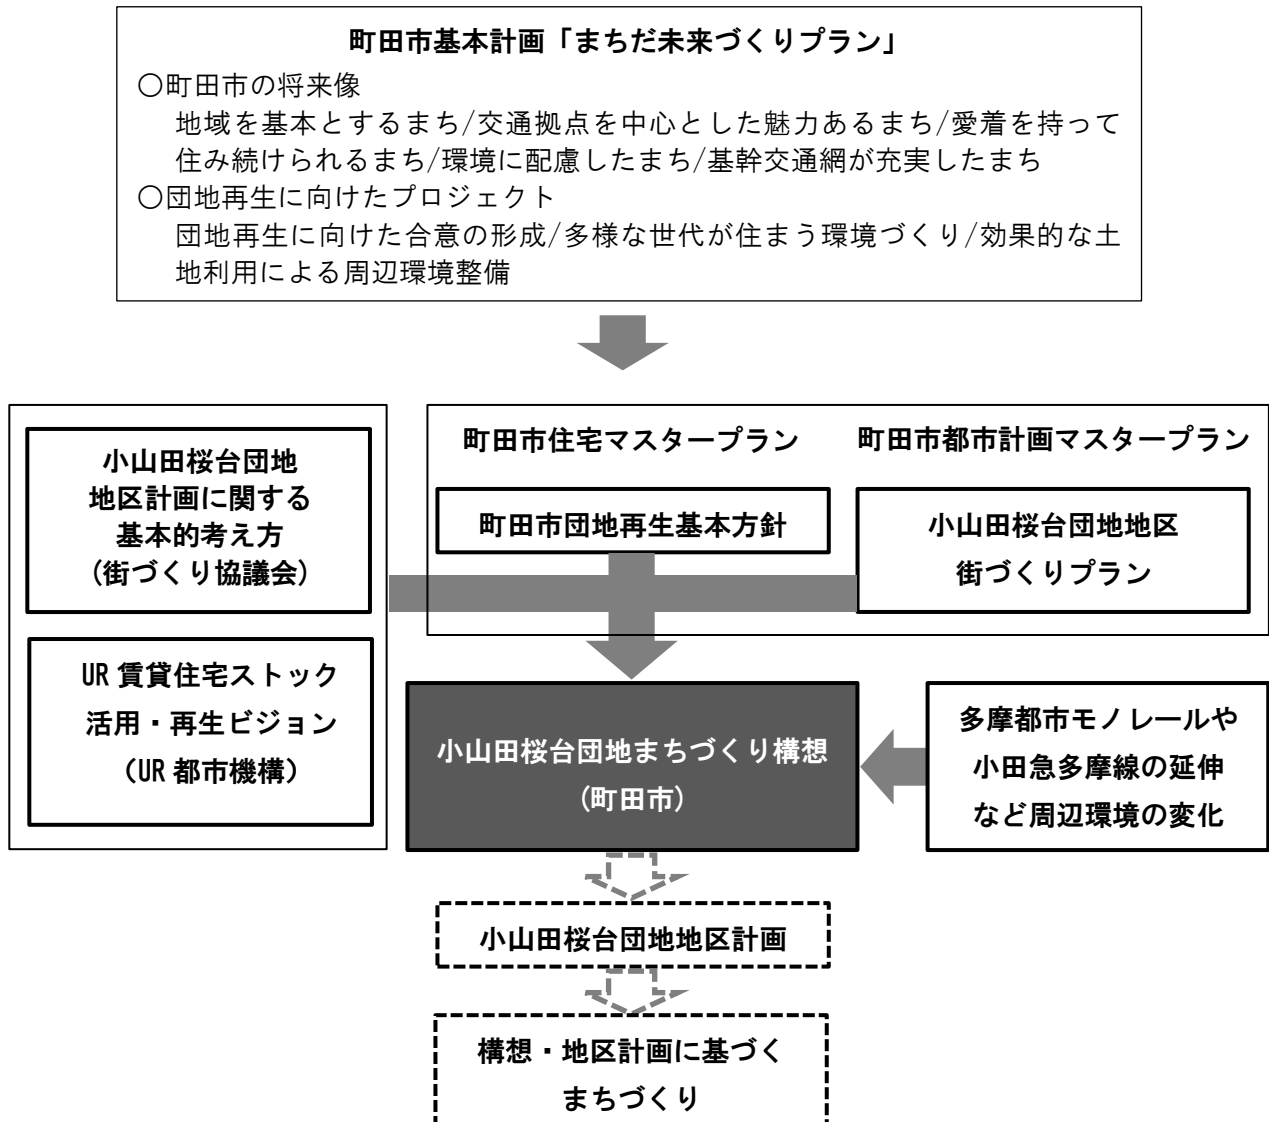 町田市基本計画「まちだ未来づくりプラン」
〇町田市の将来像
地域を基本とするまち/交通拠点を中心とした魅力あるまち/愛着を持って
住み続けられるまち/環境に配慮したまち/基幹交通網が充実したまち
〇団地再生に向けたプロジェクト
団地再生に向けた合意の形成/多様な世代が住まう環境づくり/効果的な土
地利用による周辺環境整備
小山田桜台団地
地区計画に関する
基本的考え方
(街づくり協議会)
UR 賃貸住宅ストック
活用・再生ビジョン
(UR 都市機構)
町田市住宅マスタープラン
町田市団地再生基本方針
町田市都市計画マスタープラン
小山田桜台団地地区
街づくりプラン
小山田桜台団地まちづくり構想
(町田市)
多摩都市モノレールや
小田急多摩線の延伸
など周辺環境の変化
小山田桜台団地地区計画
構想・地区計画に基づく
まちづくり